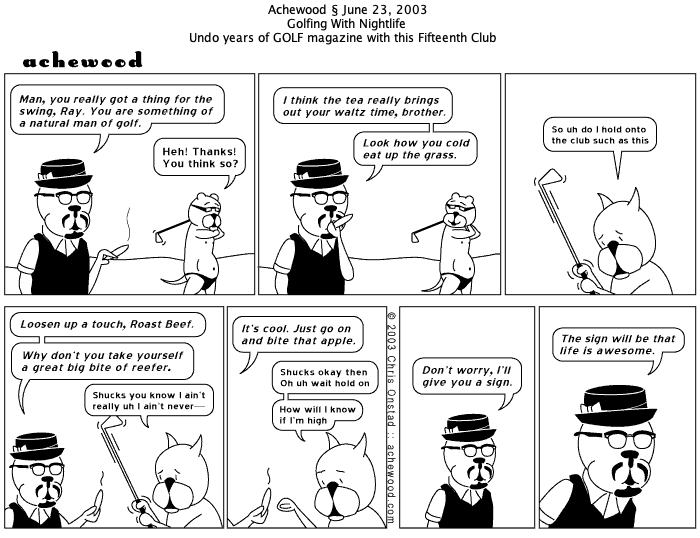 Achewood § June 23, 2003
Golfing With Nightlife
Undo years of GOLF magazine with this Fifteenth Club
achewood
Man, you really got a thing for the
swing, Ray. You are something of
a natural man of golf.
Heh! Thanks!
You think so?
I think the tea really brings
out your waltz time, brother.
Look how you cold
eat up the grass.
So uh do I hold onto
the club such as this
Loosen up a touch, Roast Beef.
Why don't you take yourself
a great big bite of reefer.
Shucks you know I ain't
really uh I ain't never—
It's cool. Just go on
and bite that apple.
Shucks okay then
Oh uh wait hold on
How will I know
if I'm high
© 2003 Chris Onstad :: achewood.com
Don't worry, I'll
give you a sign.
The sign will be that
life is awesome.